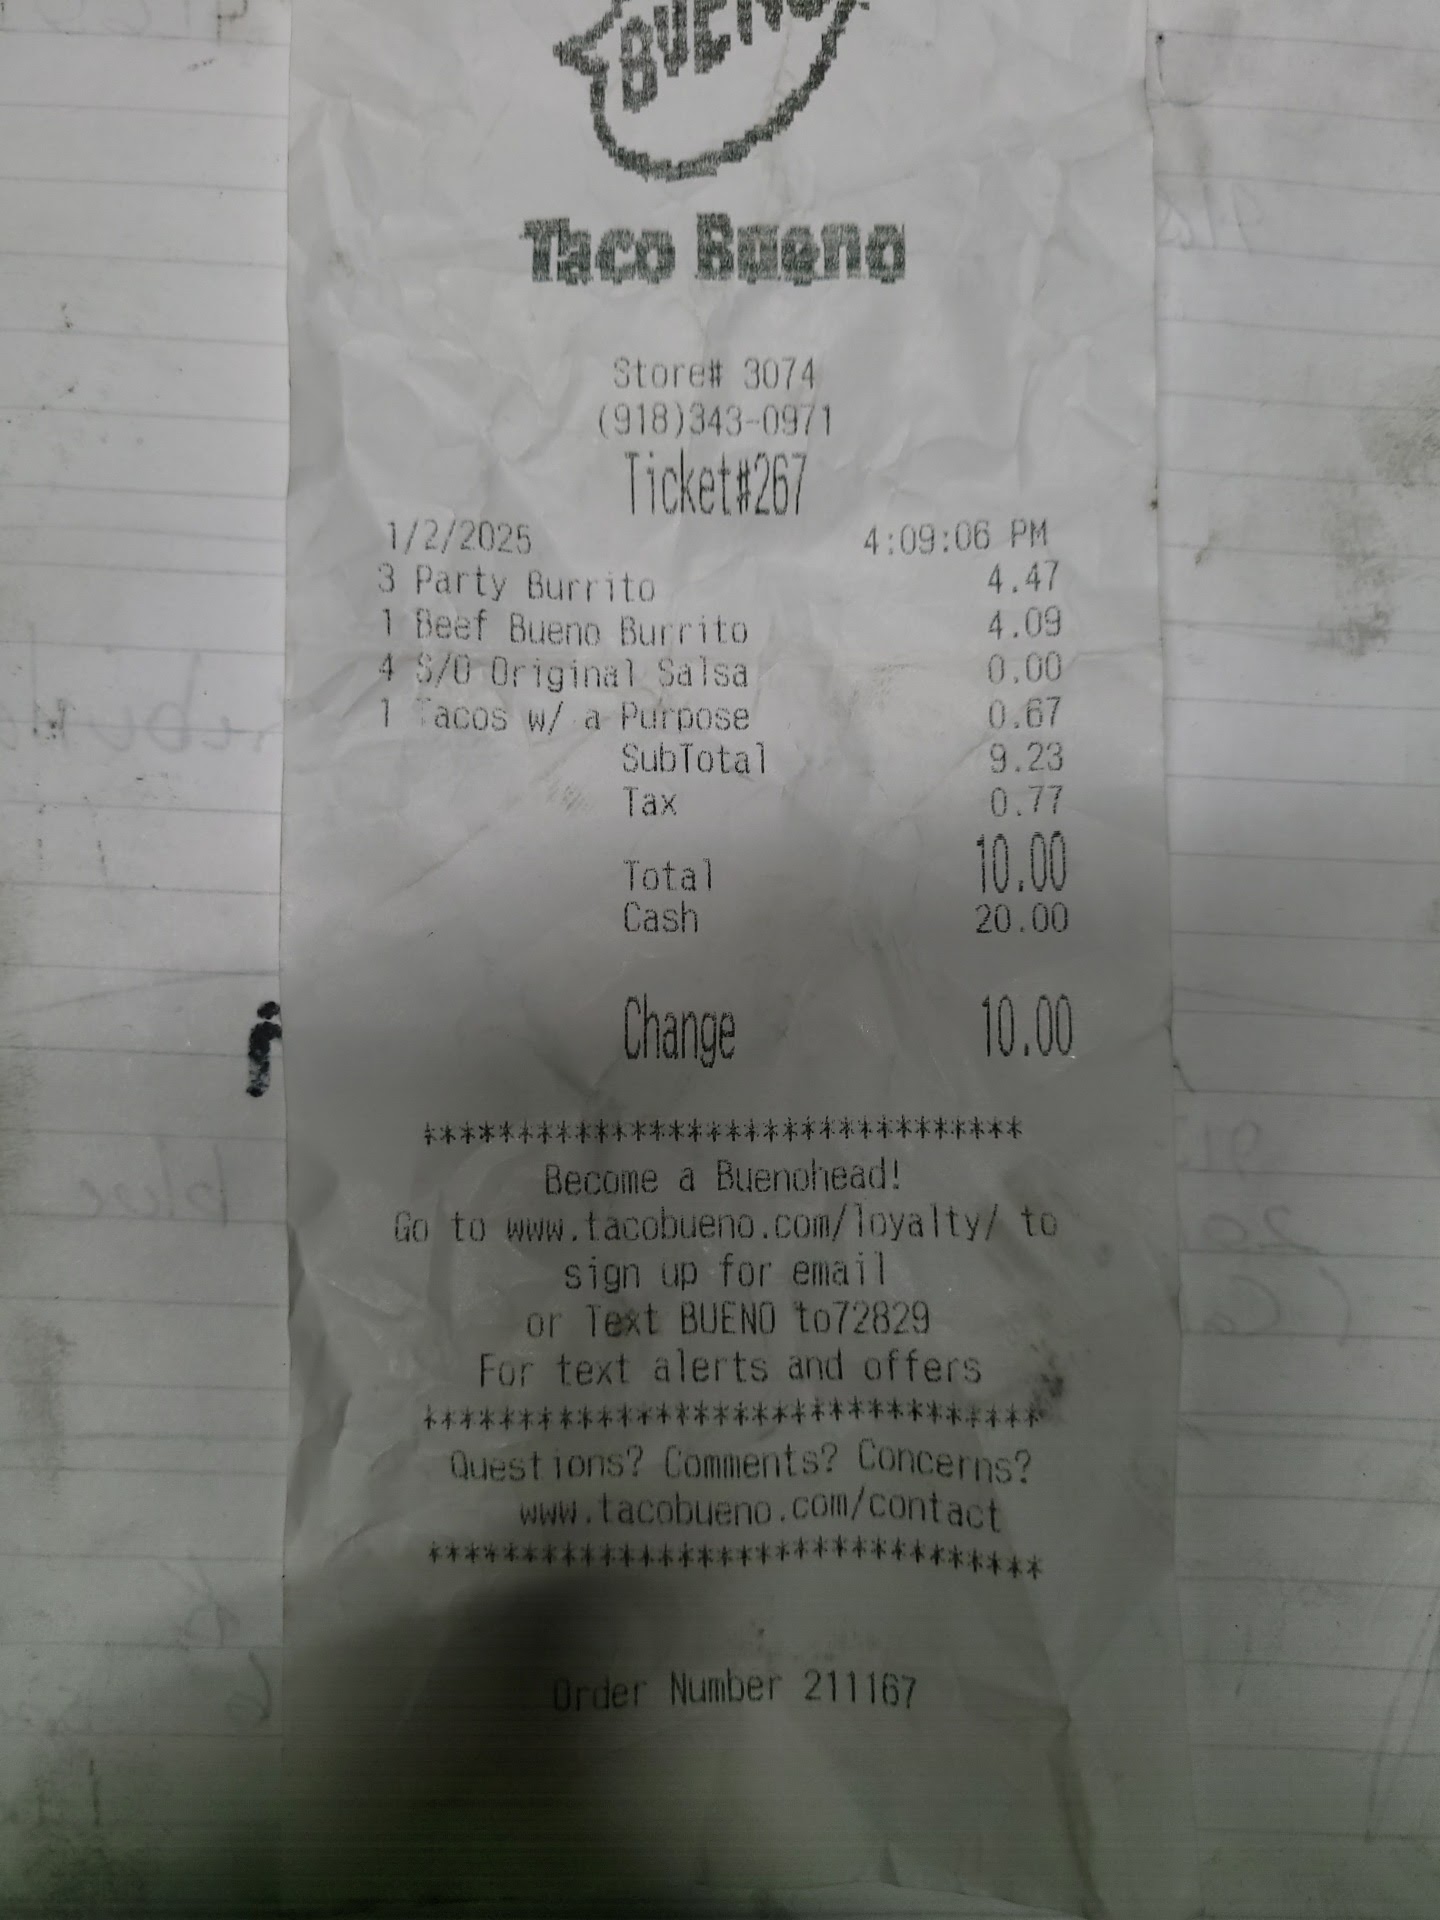 BUENO
Taco Bueno
Store# 3074
(918)343-0971
Ticket#267
1/2/2025 4:09:06 PM
3 Party Burrito 4.47
1 Beef Bueno Burrito 4.09
4 S/O Original Salsa 0.00
1 Tacos w/ a Purpose 0.67
SubTotal 9.23
Tax 0.77
Total 10.00
Cash 20.00
Change 10.00
********************************
Become a Buenohead!
Go to www.tacobueno.com/loyalty/ to
sign up for email
or Text BUENO to72829
For text alerts and offers
*********************************
Questions? Comments? Concerns?
www.tacobueno.com/contact
*********************************
Order Number 211167
blue